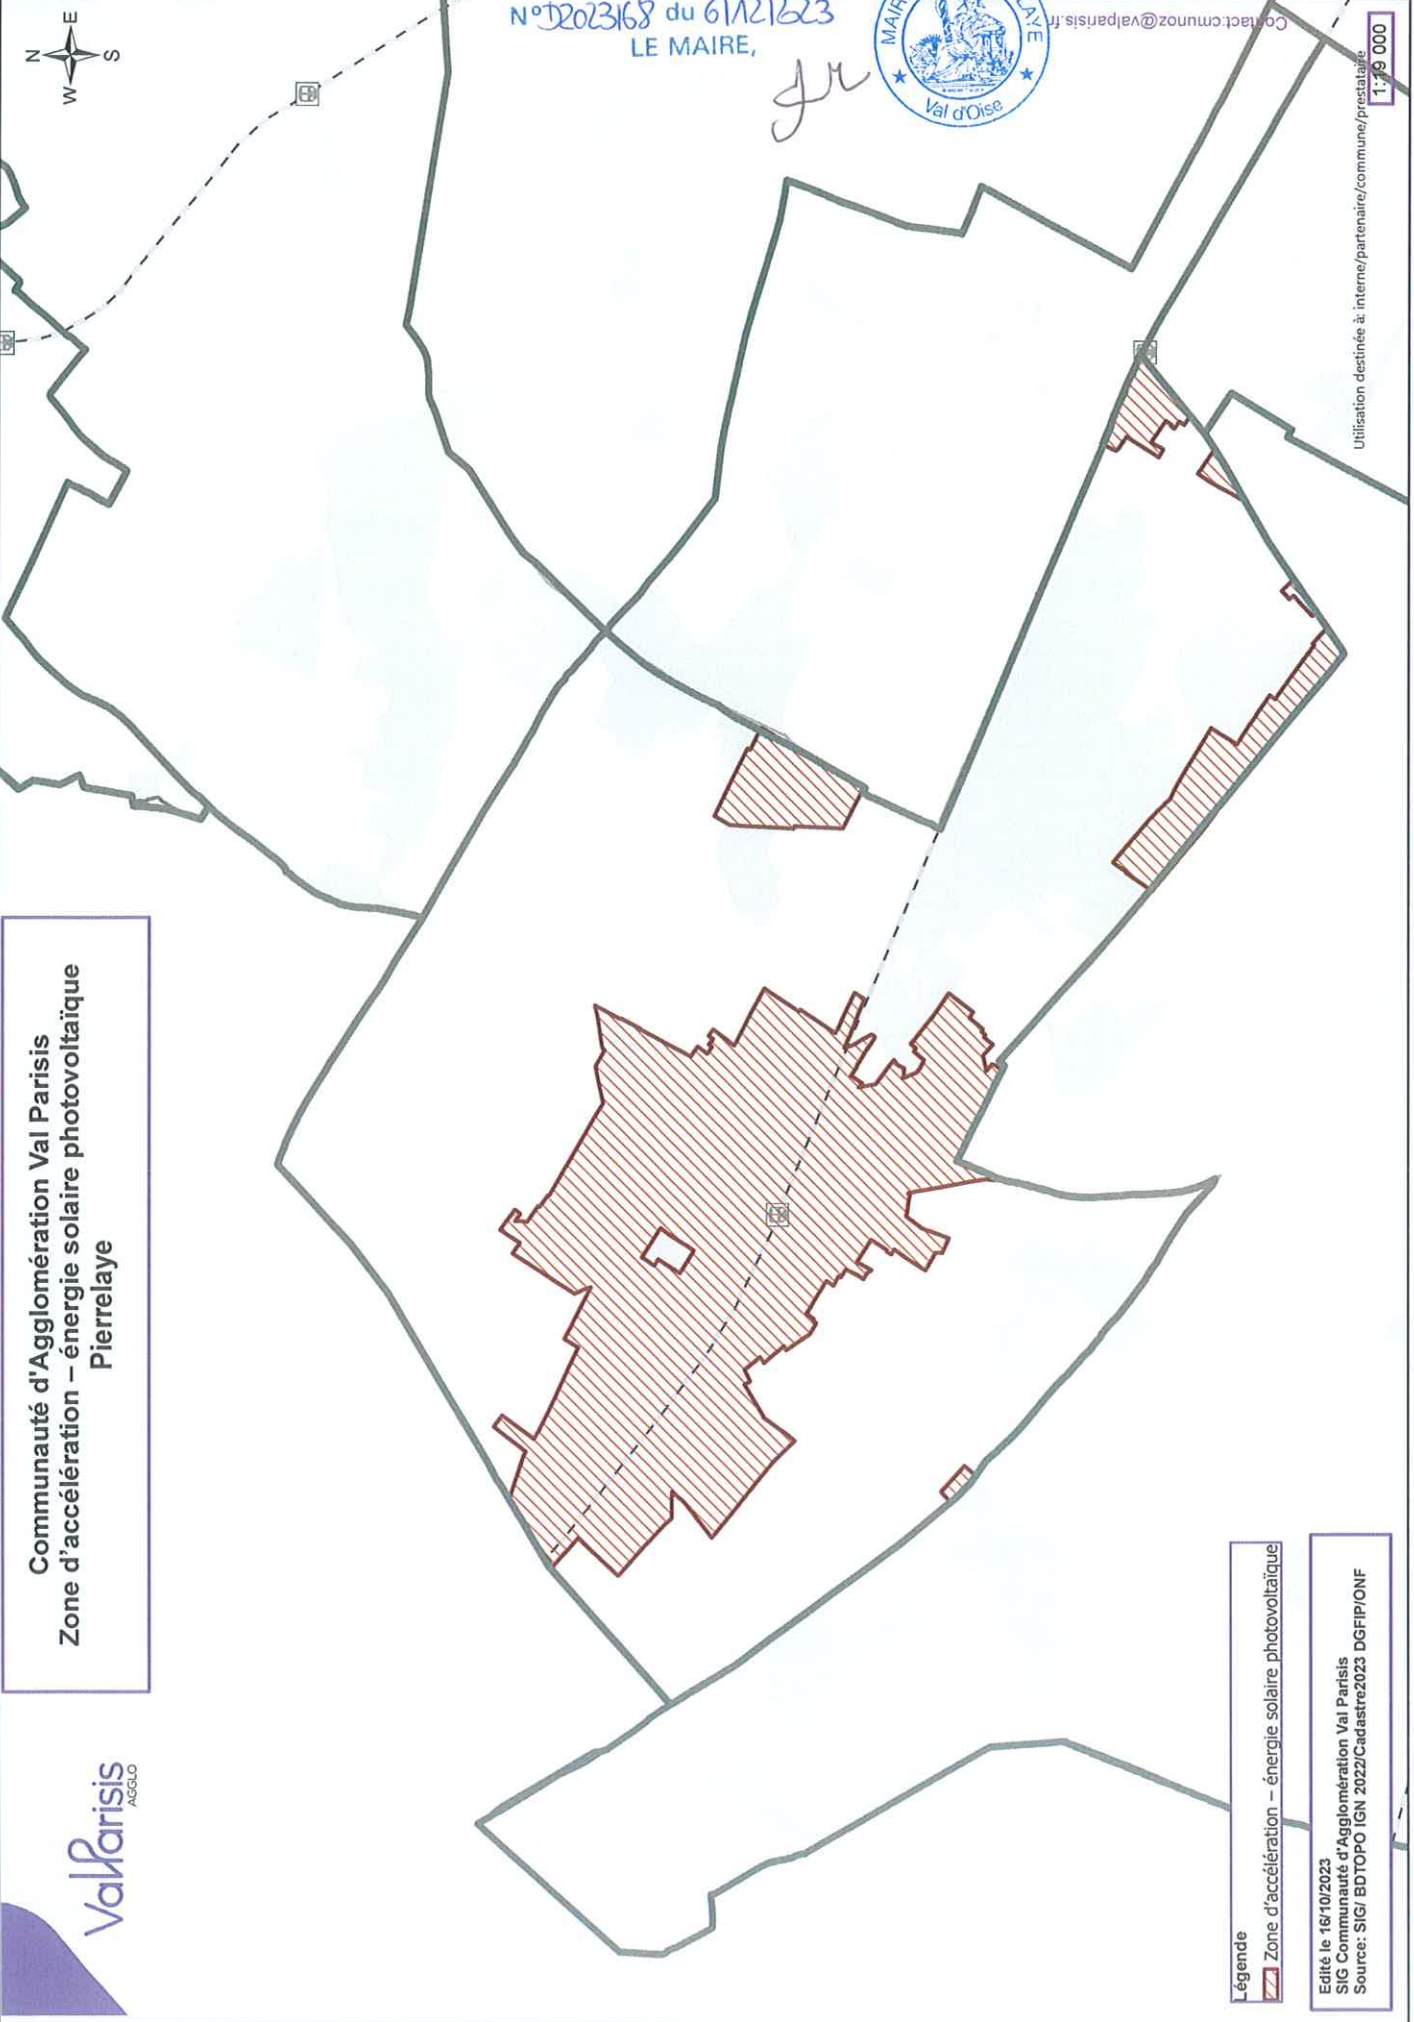 ValParisis
AGGLO
Communauté d'Agglomération Val Parisis
Zone d'accélération – énergie solaire photovoltaïque
Pierrelaye
N
W E
S
N°D2023/168 du 6/12/2023
LE MAIRE,
Val d'Oise
Contact:cmunoz@valparisis.fr
Légende
Zone d'accélération – énergie solaire photovoltaïque
Edité le 16/10/2023
SIG Communauté d'Agglomération Val Parisis
Source: SIG/ BDTOPO IGN 2022/Cadastre2023 DGFIP/ONF
Utilisation destinée à: interne/partenaire/commune/prestataire
1:19 000